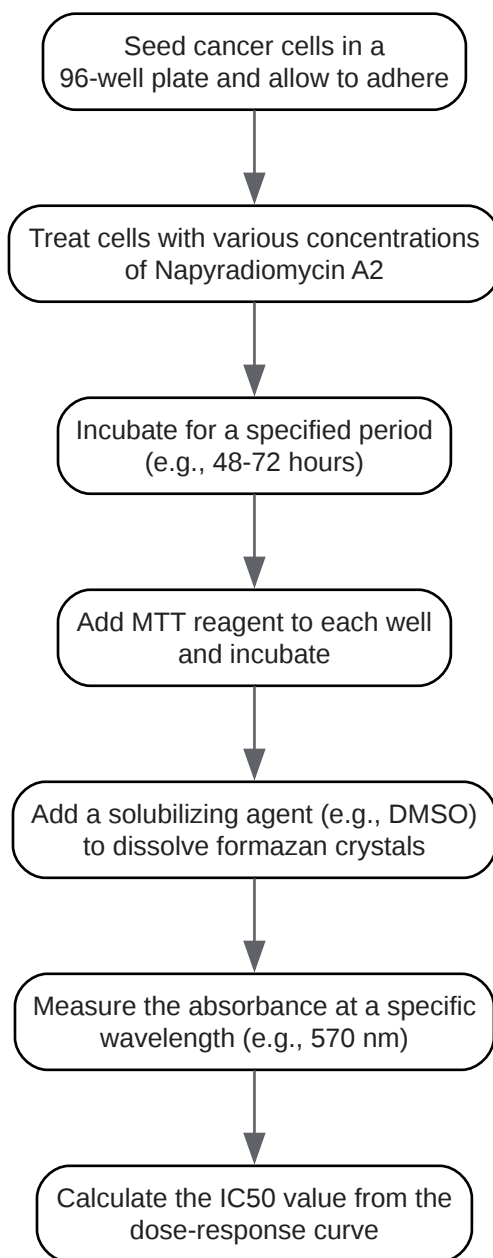 Seed cancer cells in a
96-well plate and allow to adhere
Treat cells with various concentrations
of Napyradiomycin A2
Incubate for a specified period
(e.g., 48-72 hours)
Add MTT reagent to each well
and incubate
Add a solubilizing agent (e.g., DMSO)
to dissolve formazan crystals
Measure the absorbance at a specific
wavelength (e.g., 570 nm)
Calculate the IC50 value from the
dose-response curve